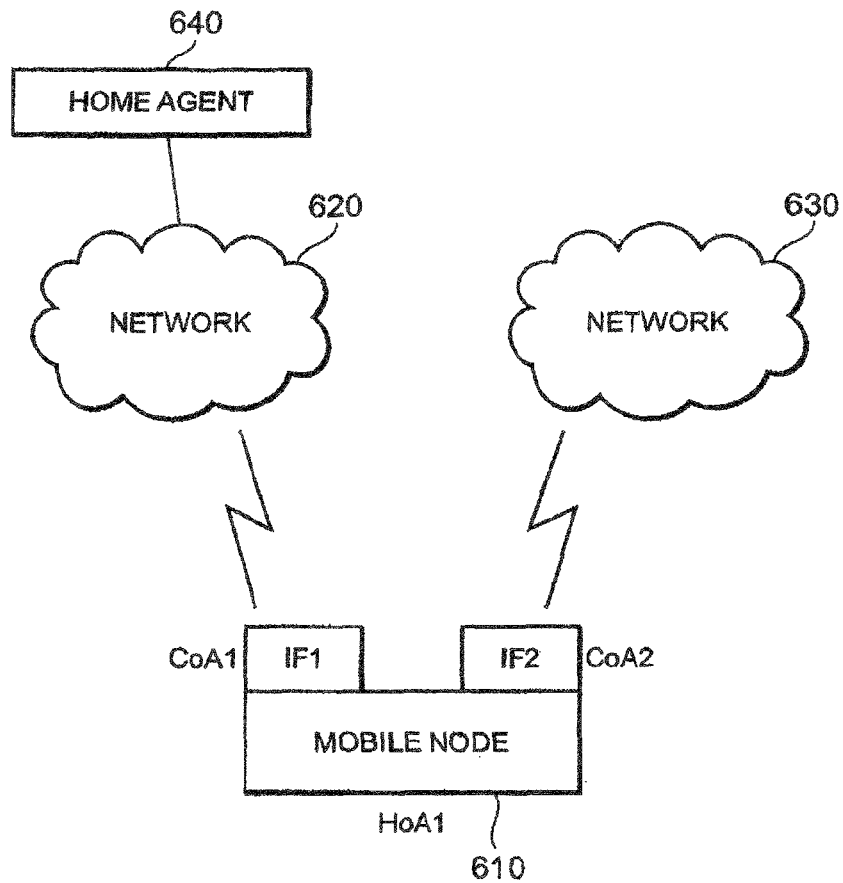 640
HOME AGENT
620
630
NETWORK
NETWORK
CoA1
IF1
IF2
CoA2
MOBILE NODE
HoA1
610